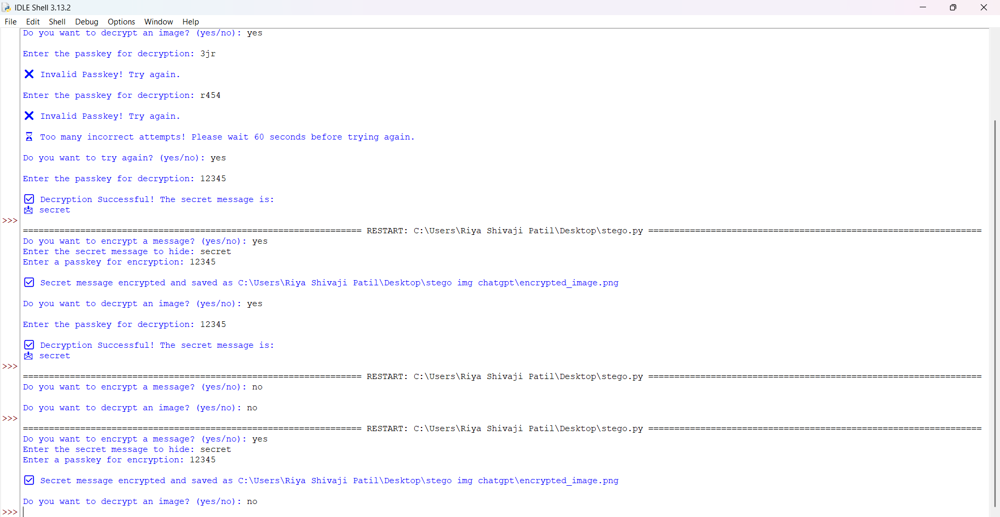 IDLE Shell 3.13.2
File Edit Shell Debug Options Window Help
Do you want to decrypt an image? (yes/no): yes
Enter the passkey for decryption: 3jr
❌ Invalid Passkey! Try again.
Enter the passkey for decryption: r454
❌ Invalid Passkey! Try again.
⏳ Too many incorrect attempts! Please wait 60 seconds before trying again.
Do you want to try again? (yes/no): yes
Enter the passkey for decryption: 12345
☑ Decryption Successful! The secret message is:
📩 secret
>>>
================================================================= RESTART: C:\Users\Riya Shivaji Patil\Desktop\stego.py ================================================================
Do you want to encrypt a message? (yes/no): yes
Enter the secret message to hide: secret
Enter a passkey for encryption: 12345
☑ Secret message encrypted and saved as C:\Users\Riya Shivaji Patil\Desktop\stego img chatgpt\encrypted_image.png
Do you want to decrypt an image? (yes/no): yes
Enter the passkey for decryption: 12345
☑ Decryption Successful! The secret message is:
📩 secret
>>>
================================================================= RESTART: C:\Users\Riya Shivaji Patil\Desktop\stego.py ================================================================
Do you want to encrypt a message? (yes/no): no
Do you want to decrypt an image? (yes/no): no
>>>
================================================================= RESTART: C:\Users\Riya Shivaji Patil\Desktop\stego.py ================================================================
Do you want to encrypt a message? (yes/no): yes
Enter the secret message to hide: secret
Enter a passkey for encryption: 12345
☑ Secret message encrypted and saved as C:\Users\Riya Shivaji Patil\Desktop\stego img chatgpt\encrypted_image.png
Do you want to decrypt an image? (yes/no): no
>>>